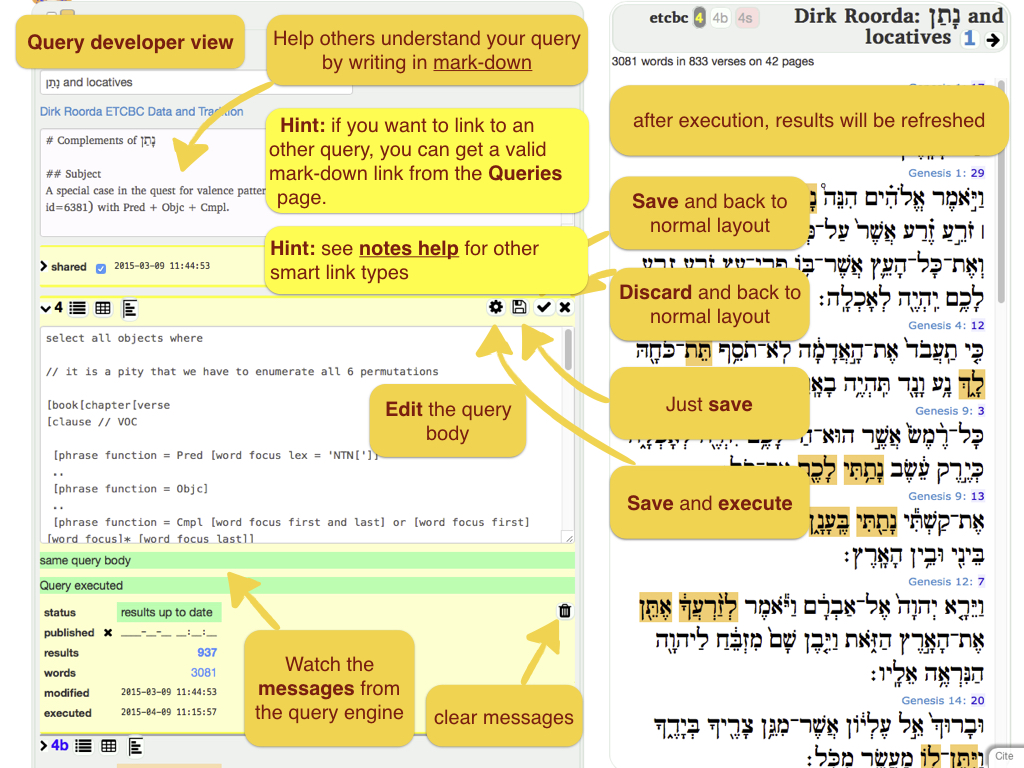 Query developer view
Help others understand your query
by writing in mark-down
נָתַן and locatives
Dirk Roorda ETCBC Data and Tradition
# Complements of נָתַן
## Subject
A special case in the quest for valence
id=6381) with Pred + Objc + Cmpl.
Hint: if you want to link to an
other query, you can get a valid
mark-down link from the Queries
page.
Hint: see notes help for other
smart link types
shared 2015-03-09 11:44:53
4
select all objects where
// it is a pity that we have to enumerate all 6 permutations
[book[chapter[verse
[clause // VOC
[phrase function = Pred [word focus lex = 'NTN[']]
..
[phrase function = Objc]
..
[phrase function = Cmpl [word focus first and last] or [word focus first]
[word focus]* [word focus last]]
Edit the query
body
same query body
Query executed
status results up to date
published ____-__-__ __:__:__
results 937
words 3081
modified 2015-03-09 11:44:53
executed 2015-04-09 11:15:57
Watch the
messages from
the query engine
clear messages
4b
etcbc 4 4b 4s
Dirk Roorda: נָתַן and
locatives 1
3081 words in 833 verses on 42 pages
after execution, results will be refreshed
Genesis 1: 29
וַיֹּ֣אמֶר אֱלֹהִ֗ים הִנֵּה֩
זֹרֵ֣עַ זֶ֗רַע אֲשֶׁר֙ עַל־
וְאֶת־כָּל־הָעֵ֛ץ אֲשֶׁר־בּ֥וֹ פְרִי־עֵ֖ץ זֹרֵ֣עַ זָ֑רַע
לָכֶ֥ם יִֽהְיֶ֖ה לְאָכְלָֽה׃
Save and back to
normal layout
Discard and back to
normal layout
Genesis 4: 12
כִּ֤י תַֽעֲבֹד֙ אֶת־הָ֣אֲדָמָ֔ה לֹֽא־תֹסֵ֥ף תֵּת־כֹּחָ֖הּ
לָ֑ךְ נָ֥ע וָנָ֖ד תִּֽהְיֶ֥ה
Just save
Genesis 9: 3
כָּל־רֶ֙מֶשׂ֙ אֲשֶׁ֣ר הוּא־
כְּיֶ֣רֶק עֵ֔שֶׂב נָתַ֥תִּי לָכֶ֖ם
Save and execute
Genesis 9: 13
אֶת־קַשְׁתִּ֕י נָתַ֖תִּי בֶּֽעָנָ֑ן
בֵּינִ֖י וּבֵ֥ין הָאָֽרֶץ׃
Genesis 12: 7
וַיֵּרָ֤א יְהוָה֙ אֶל־אַבְרָ֔ם וַיֹּ֕אמֶר לְזַ֨רְעֲךָ֔ אֶתֵּ֖ן
אֶת־הָאָ֣רֶץ הַזֹּ֑את וַיִּ֤בֶן שָׁם֙ מִזְבֵּ֔חַ לַיהוָ֖ה
הַנִּרְאֶ֥ה אֵלָֽיו׃
Genesis 14: 20
וּבָרוּךְ֙ אֵ֣ל עֶלְי֔וֹן אֲשֶׁר־מִגֵּ֥ן צָרֶ֖יךָ בְּיָדֶ֑ךָ
וַיִּתֶּן־ל֥וֹ מַעֲשֵׂ֖ר מִכֹּֽל׃
Cite